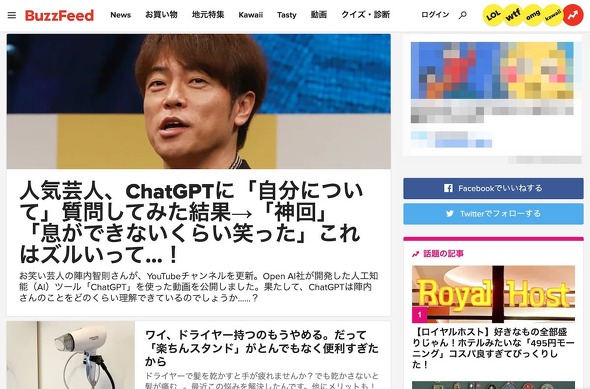 BuzzFeed
News お買い物 地元特集 Kawaii Tasty 動画 クイズ・診断
ログイン
LOL
wtf
omg
kawaii
人気芸人、ChatGPTに「自分につい
て」質問してみた結果→「神回」
「息ができないくらい笑った」これ
はズルいって…！
お笑い芸人の陣内智則さんが、YouTubeチャンネルを更新。Open AI社が開発した人工知
能（AI）ツール「ChatGPT」を使った動画を公開しました。果たして、ChatGPTは陣内
さんのことをどのくらい理解できているのでしょうか……？
ワイ、ドライヤー持つのもうやめる。だって
「楽ちんスタンド」がとんでもなく便利すぎた
から
ドライヤーで髪を乾かすと手が疲れませんか？でも乾かさないと
髪が痛む…。最近この悩みを解決したんです。他にメリットも！
Facebookでいいねする
Twitterでフォローする
話題の記事
Royal Host
1
【ロイヤルホスト】好きなもの全部盛
りじゃん！ホテルみたいな「495円モ
ーニング」コスパ良すぎてびっくりし
た！